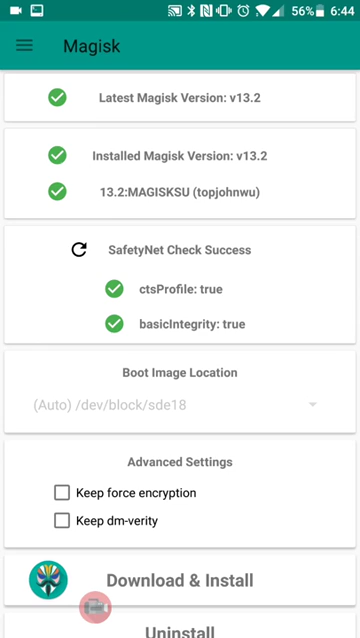 56% 6:44
Magisk
Latest Magisk Version: v13.2
Installed Magisk Version: v13.2
13.2:MAGISKSU (topjohnwu)
SafetyNet Check Success
ctsProfile: true
basicIntegrity: true
Boot Image Location
(Auto) /dev/block/sde18
Advanced Settings
Keep force encryption
Keep dm-verity
Download & Install
Uninstall